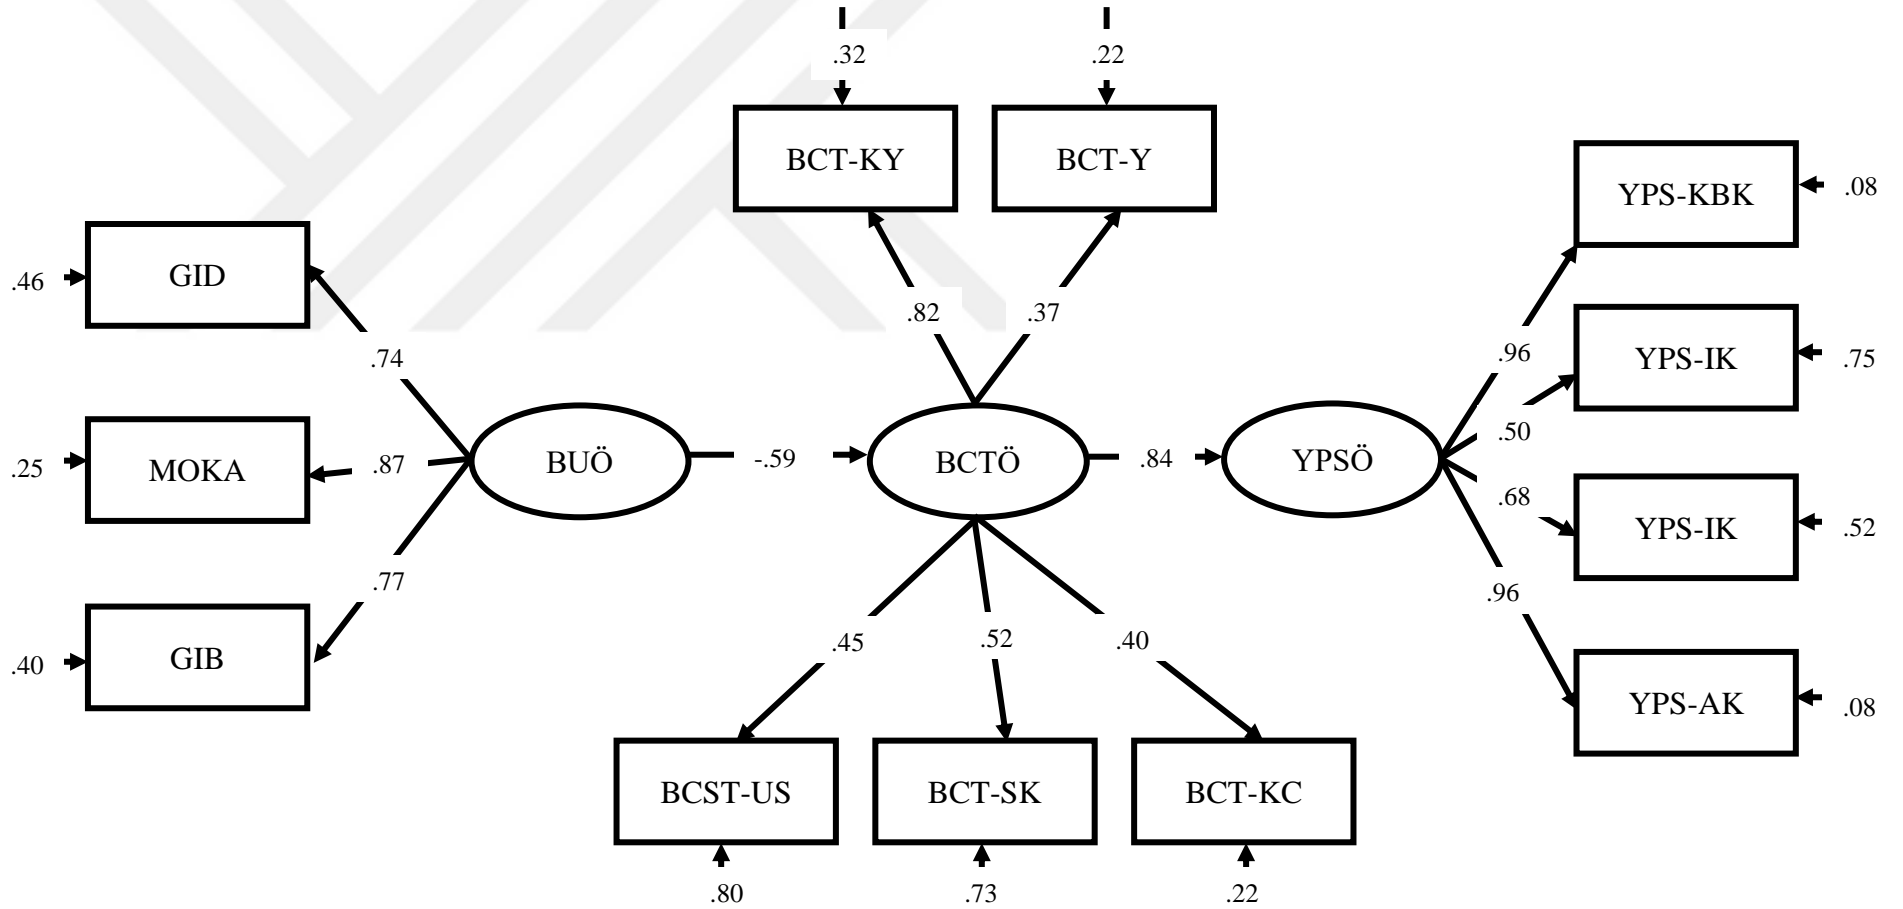 .32
.22
BCT-KY
BCT-Y
YPS-KBK
.08
GID
.46
.82
.37
.74
.96
YPS-IK
.75
.50
MOKA
.25
.87
BUÖ
-.59
BCTÖ
.84
YPSÖ
.68
YPS-IK
.52
.77
.96
GIB
.40
.45
.52
.40
YPS-AK
.08
BCST-US
BCT-SK
BCT-KC
.80
.73
.22